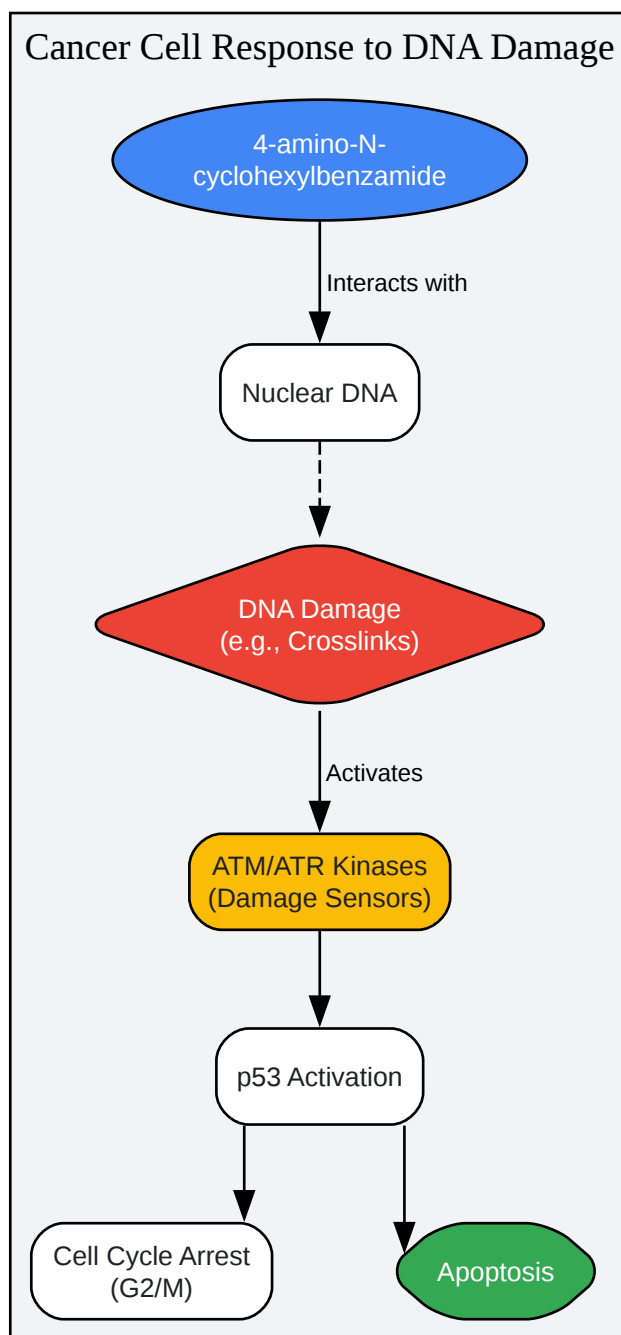 Cancer Cell Response to DNA Damage
4-amino-N-
cyclohexylbenzamide
Interacts with
Nuclear DNA
DNA Damage
(e.g., Crosslinks)
Activates
ATM/ATR Kinases
(Damage Sensors)
p53 Activation
Cell Cycle Arrest
(G2/M)
Apoptosis